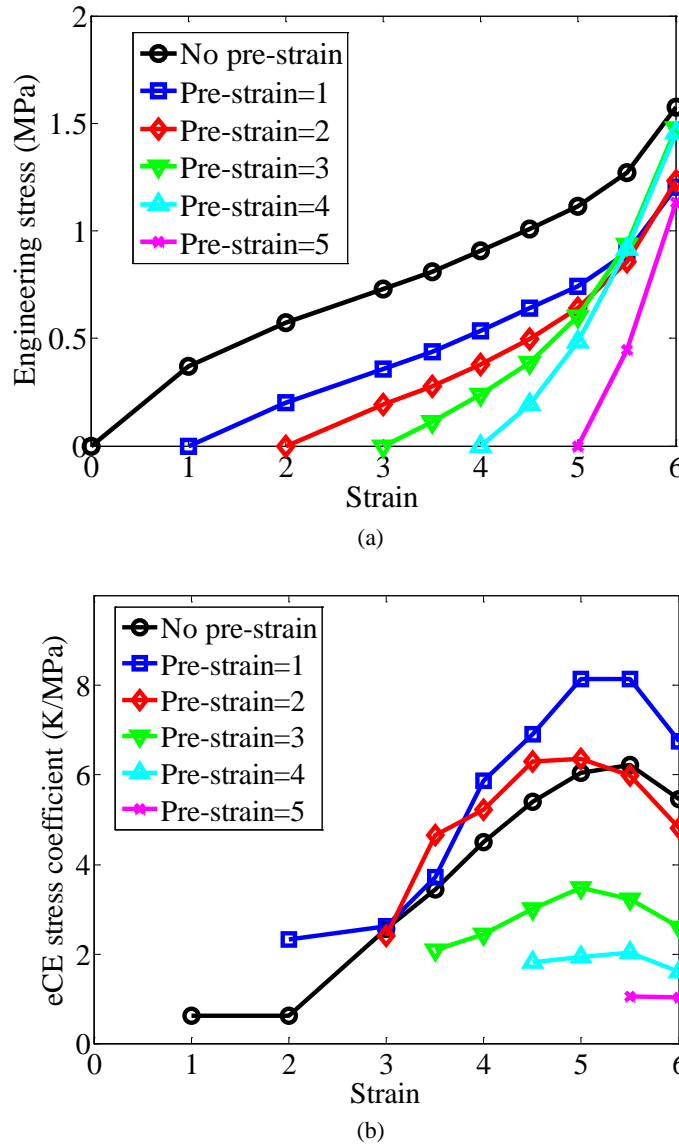 2
1.5
1
0.5
0
Engineering stress (MPa)
No pre-strain
Pre-strain=1
Pre-strain=2
Pre-strain=3
Pre-strain=4
Pre-strain=5
0 1 2 3 4 5 6
Strain
(a)
8
6
4
2
0
eCE stress coefficient (K/MPa)
No pre-strain
Pre-strain=1
Pre-strain=2
Pre-strain=3
Pre-strain=4
Pre-strain=5
0 1 2 3 4 5 6
Strain
(b)